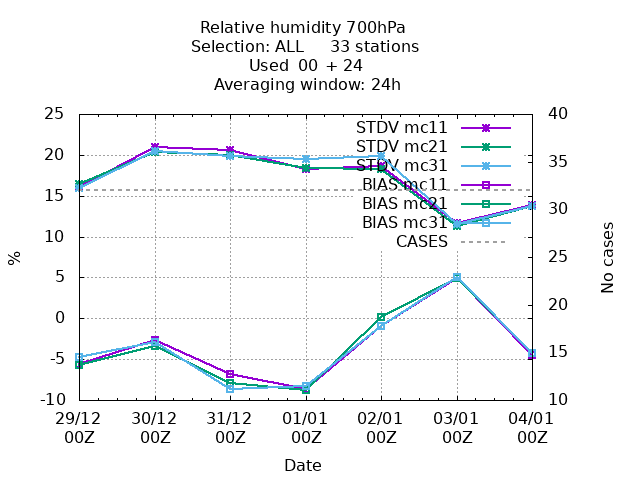 Relative humidity 700hPa
Selection: ALL 33 stations
Used 00 + 24
Averaging window: 24h
25
20
15
10
5
0
-5
-10
%
40
35
30
25
20
15
10
No cases
STDV mc11
STDV mc21
STDV mc31
BIAS mc11
BIAS mc21
BIAS mc31
CASES
29/12 30/12 31/12 01/01 02/01 03/01 04/01
00Z 00Z 00Z 00Z 00Z 00Z 00Z
Date